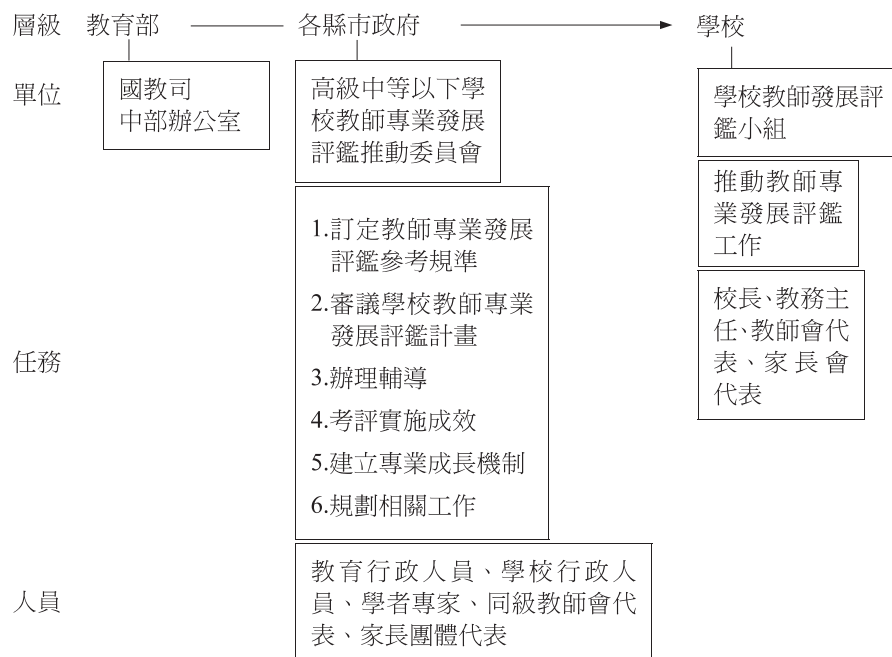 層級 教育部 各縣市政府 學校
單位
國教司
中部辦公室
高級中等以下學
校教師專業發展
評鑑推動委員會
學校教師發展評
鑑小組
任務
1.訂定教師專業發展
評鑑參考規準
2.審議學校教師專業
發展評鑑計畫
3.辦理輔導
4.考評實施成效
5.建立專業成長機制
6.規劃相關工作
推動教師專
業發展評鑑
工作
校長、教務主
任、教師會代
表、家長會
代表
人員
教育行政人員、學校行政人
員、學者專家、同級教師會代
表、家長團體代表